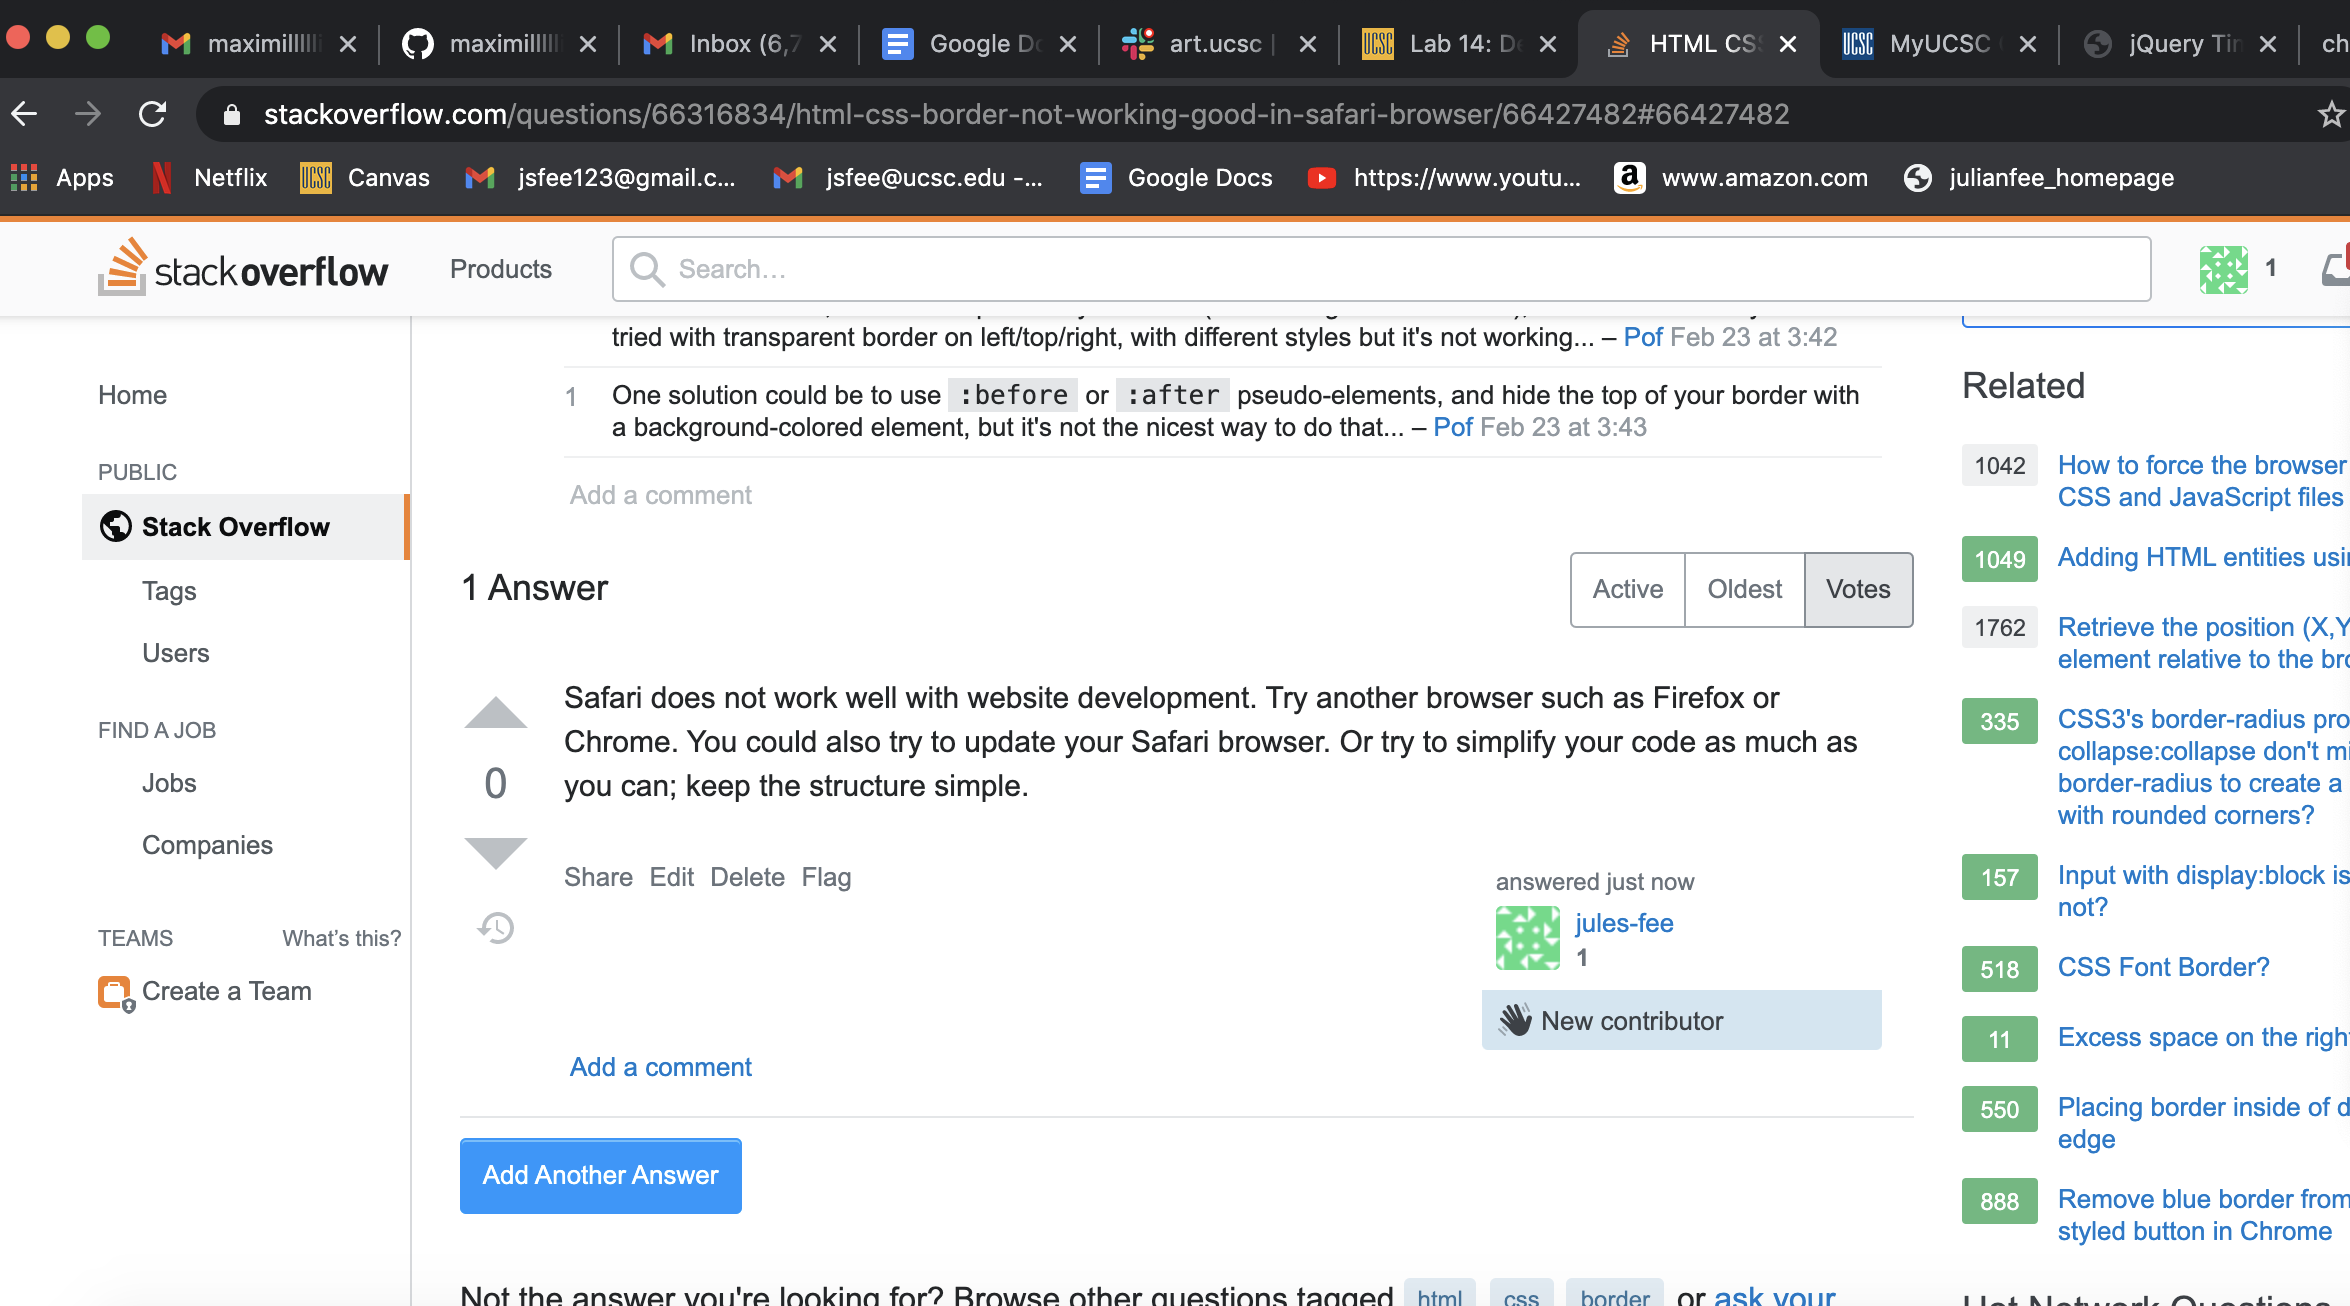 maximillllli
maximillllli
Inbox (6,7
Google Do
art.ucsc |
Lab 14: De
HTML CSS
MyUCSC
jQuery Tin
ch
stackoverflow.com/questions/66316834/html-css-border-not-working-good-in-safari-browser/66427482#66427482
Apps
Netflix
UCSC
Canvas
jsfee123@gmail.c...
jsfee@ucsc.edu -...
Google Docs
https://www.youtu...
www.amazon.com
julianfee_homepage
stackoverflow
Products
Search…
1
tried with transparent border on left/top/right, with different styles but it's not working... – Pof Feb 23 at 3:42
1
One solution could be to use :before or :after pseudo-elements, and hide the top of your border with
a background-colored element, but it's not the nicest way to do that... – Pof Feb 23 at 3:43
Add a comment
Home
PUBLIC
Stack Overflow
Tags
Users
FIND A JOB
Jobs
Companies
TEAMS
What's this?
Create a Team
1 Answer
Active
Oldest
Votes
0
Safari does not work well with website development. Try another browser such as Firefox or
Chrome. You could also try to update your Safari browser. Or try to simplify your code as much as
you can; keep the structure simple.
Share Edit Delete Flag
answered just now
jules-fee
1
New contributor
Add a comment
Add Another Answer
Not the answer you're looking for? Browse other questions tagged html css border or ask your
Related
1042
How to force the browser
CSS and JavaScript files
1049
Adding HTML entities usi
1762
Retrieve the position (X,Y
element relative to the bro
335
CSS3's border-radius pro
collapse:collapse don't mi
border-radius to create a
with rounded corners?
157
Input with display:block is
not?
518
CSS Font Border?
11
Excess space on the righ
550
Placing border inside of d
edge
888
Remove blue border from
styled button in Chrome
Hot Network Questions